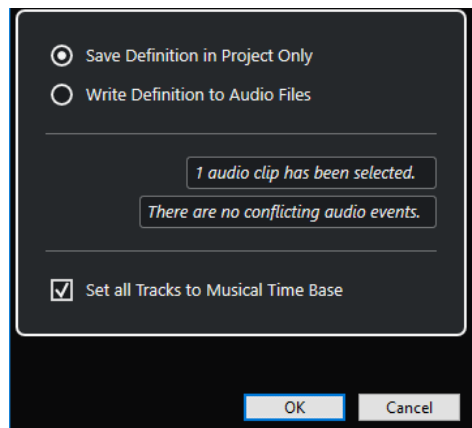 Save Definition in Project Only
Write Definition to Audio Files
1 audio clip has been selected.
There are no conflicting audio events.
Set all Tracks to Musical Time Base
OK
Cancel